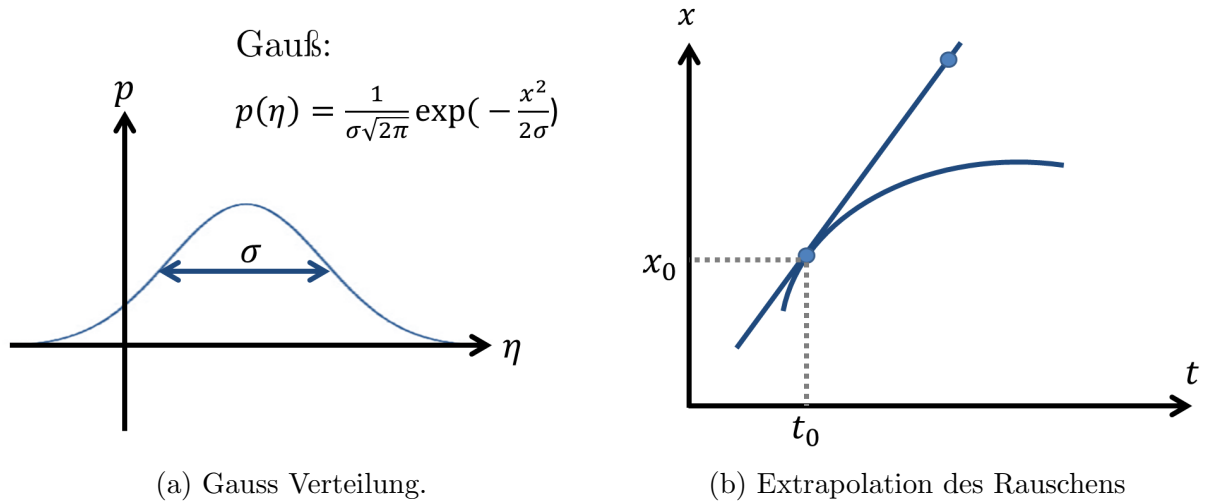 Gauß:
p
p(η) = 1/(σ√2π) exp( − x²/2σ)
σ
η
(a) Gauss Verteilung.
x
x₀
t
t₀
(b) Extrapolation des Rauschens